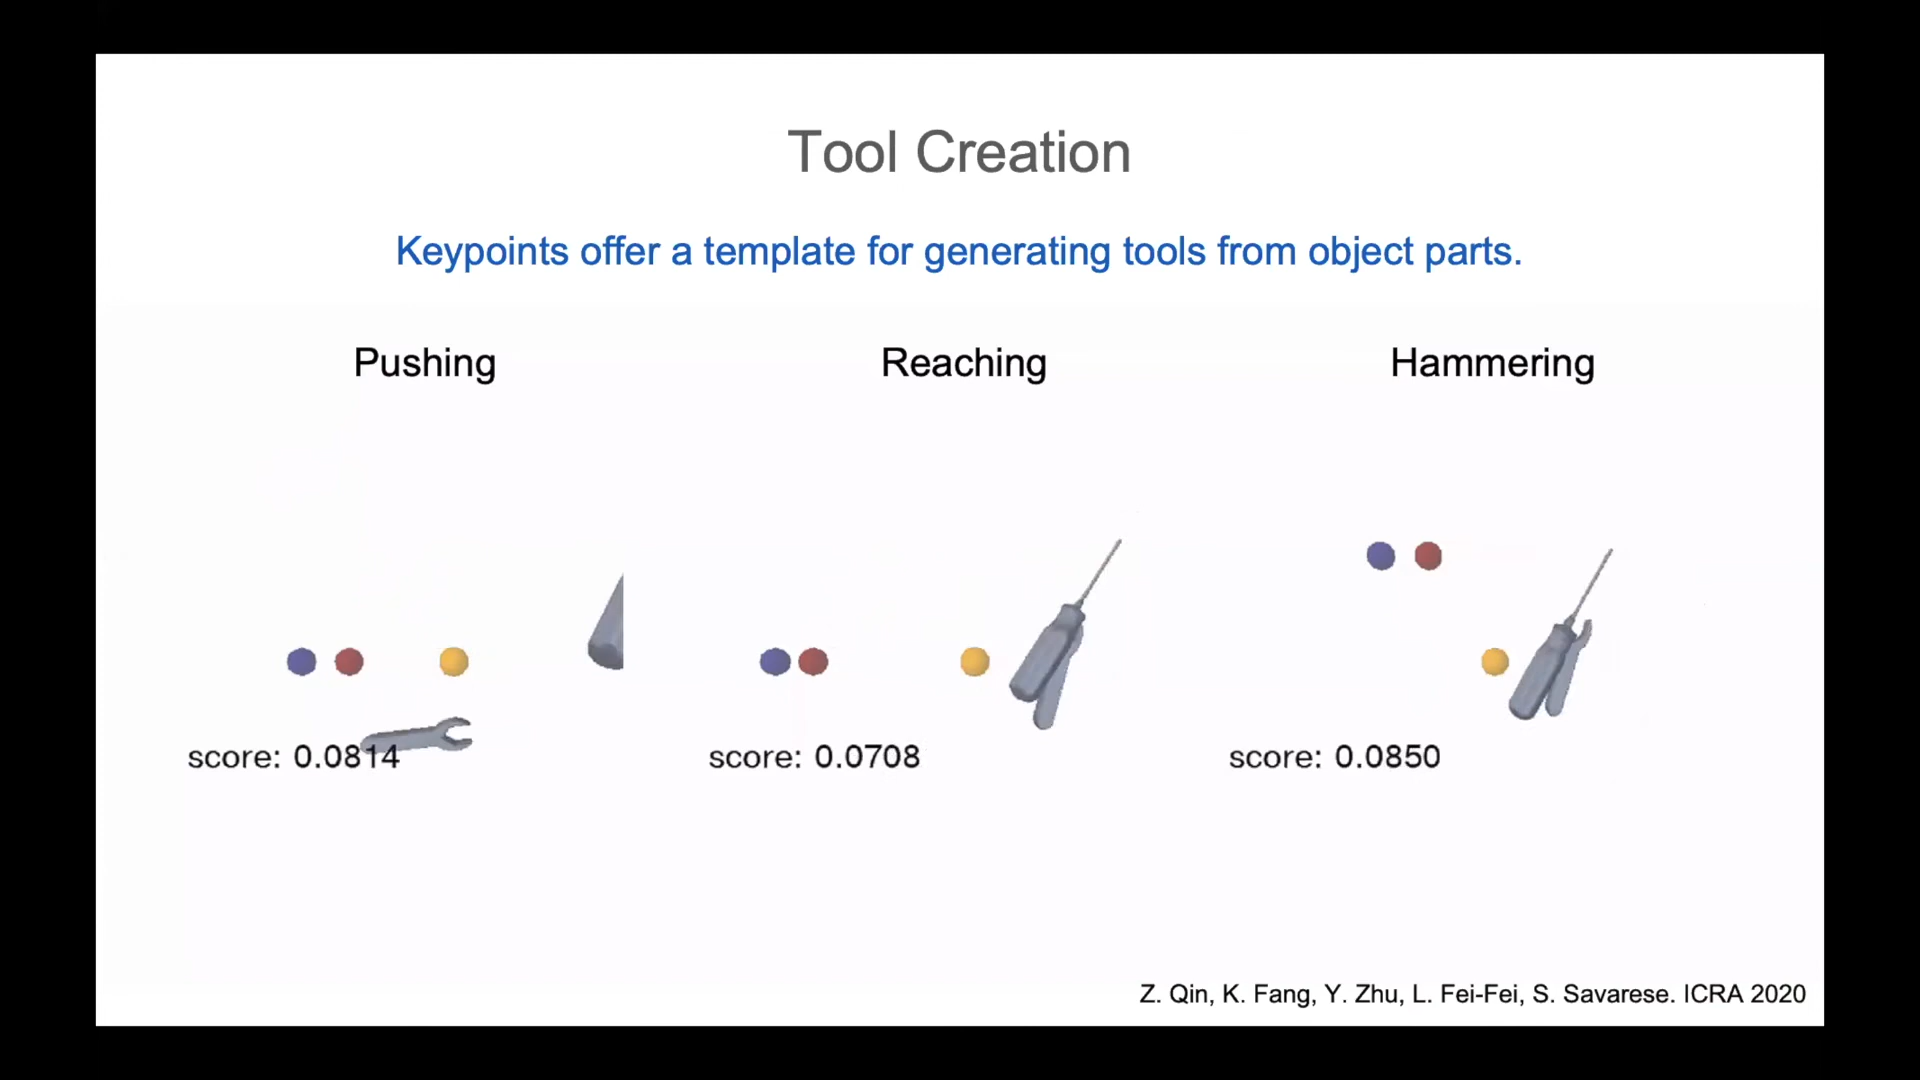 Tool Creation
Keypoints offer a template for generating tools from object parts.
Pushing
Reaching
Hammering
score: 0.0814
score: 0.0708
score: 0.0850
Z. Qin, K. Fang, Y. Zhu, L. Fei-Fei, S. Savarese. ICRA 2020